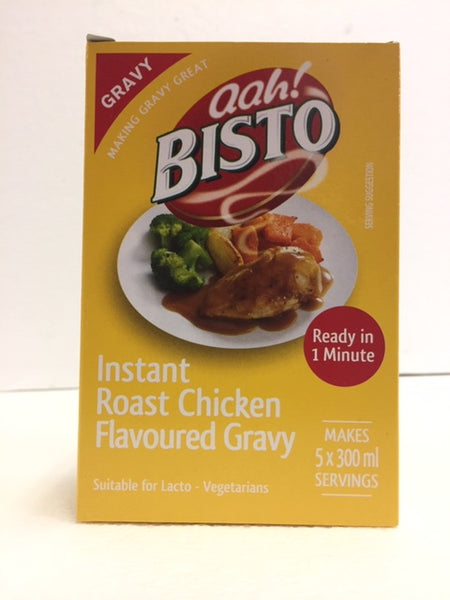 GRAVY
MAKING GRAVY GREAT
aah!
BISTO
SERVING SUGGESTION
Ready in
1 Minute
Instant
Roast Chicken
Flavoured Gravy
MAKES
5 x 300 ml
SERVINGS
Suitable for Lacto - Vegetarians